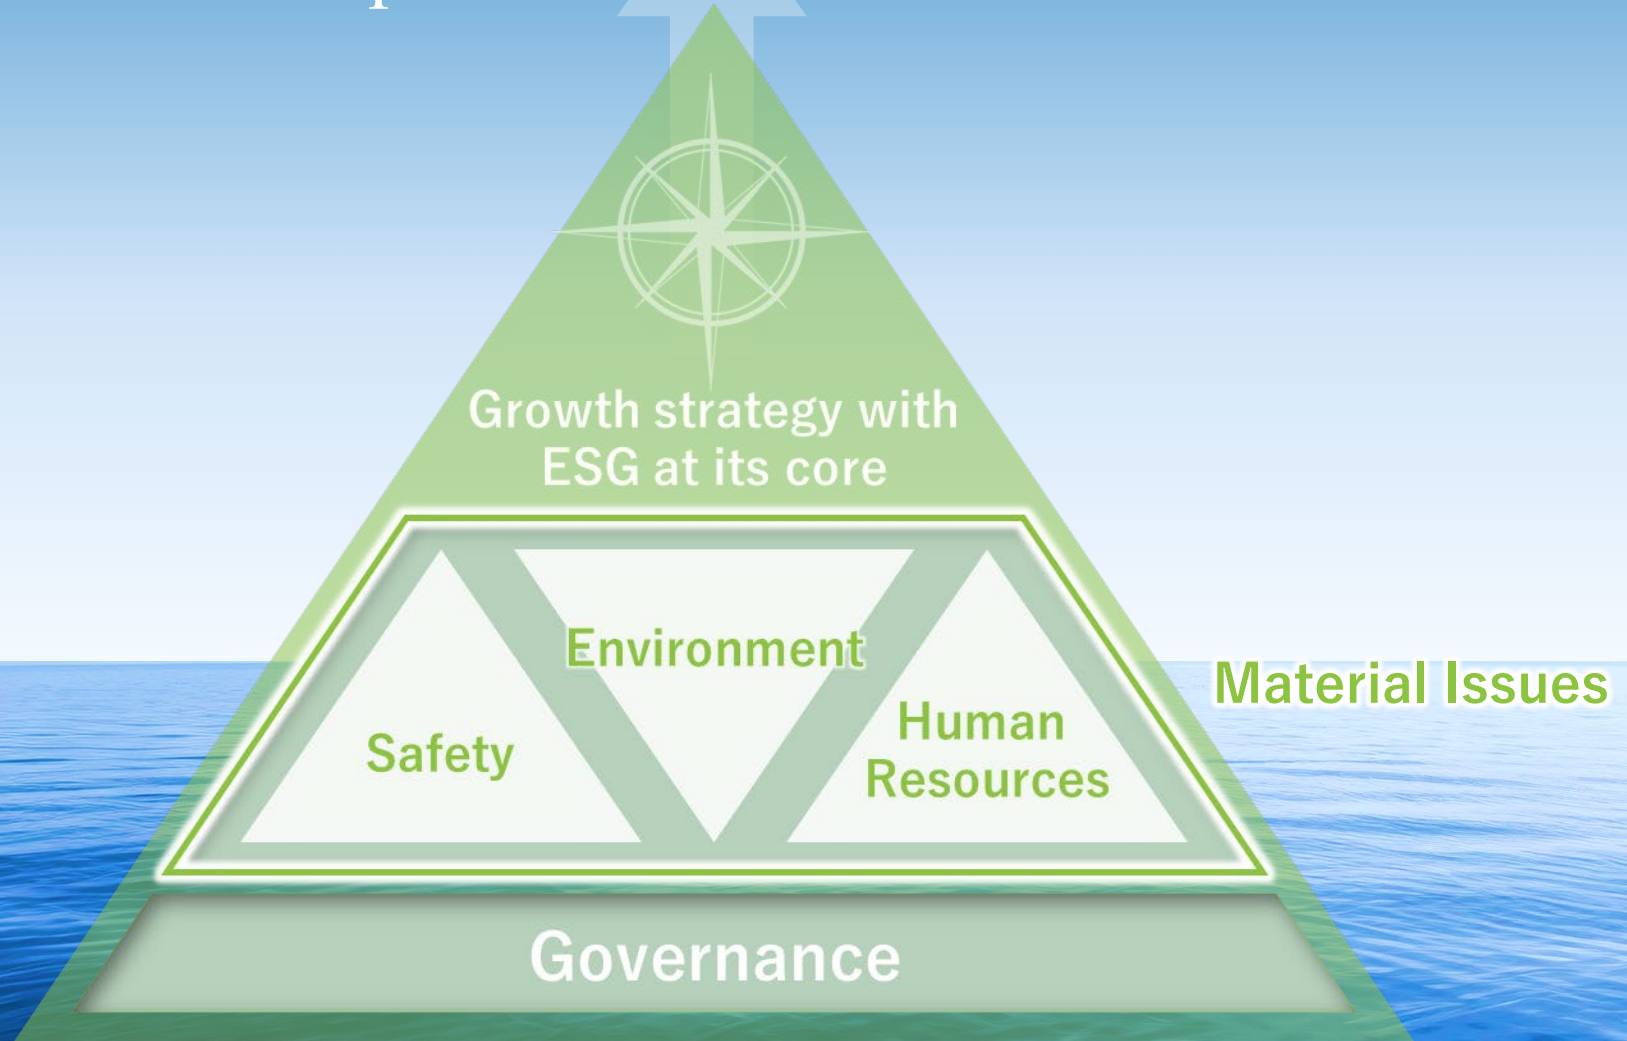 Growth strategy with
ESG at its core
Environment
Safety
Human
Resources
Material Issues
Governance